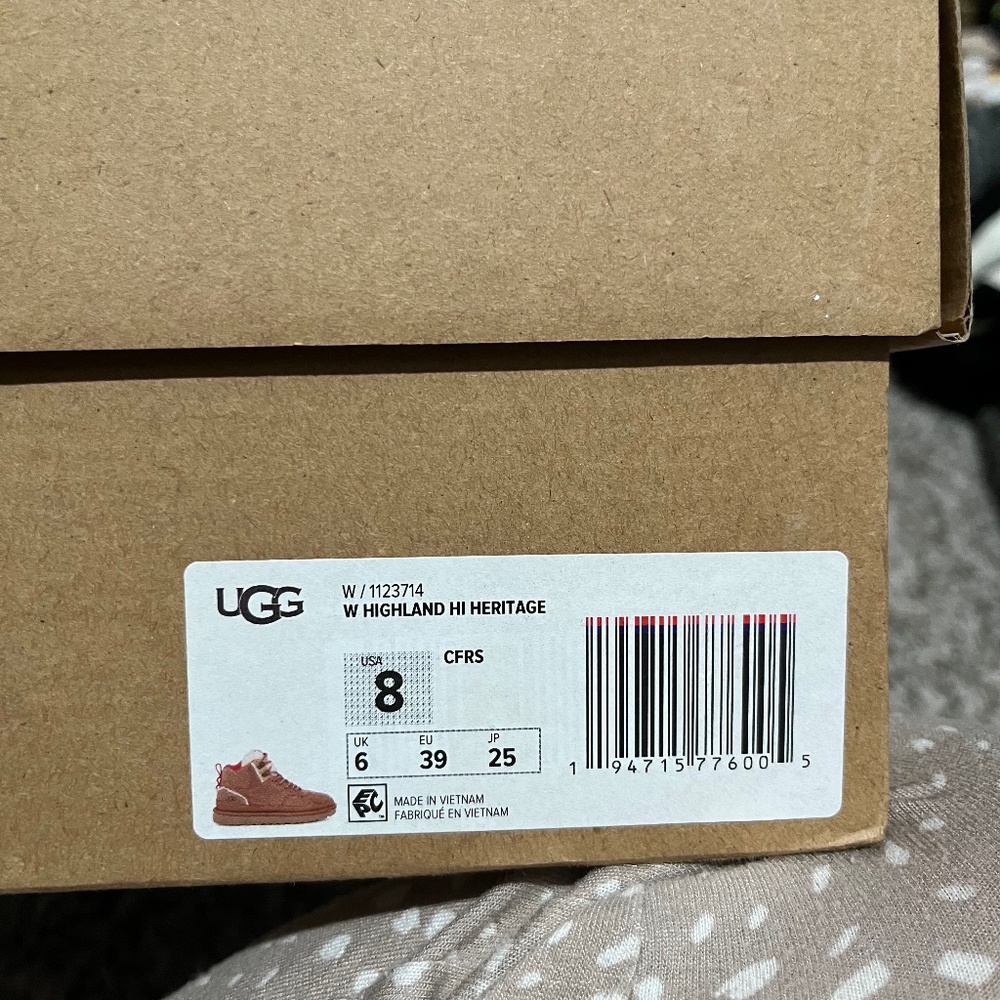 UGG
W / 1123714
W HIGHLAND HI HERITAGE
USA
8
CFRS
UK EU JP
6 39 25
EPC™
MADE IN VIETNAM
FABRIQUÉ EN VIETNAM
1 94715 77600 5